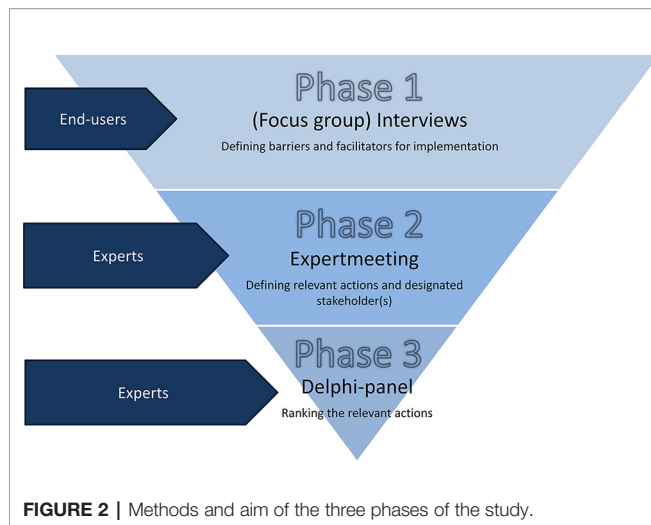 Phase 1
End-users
(Focus group) Interviews
Defining barriers and facilitators for implementation
Phase 2
Experts
Expertmeeting
Defining relevant actions and designated
stakeholder(s)
Phase 3
Experts
Delphi-panel
Ranking the relevant actions
FIGURE 2 | Methods and aim of the three phases of the study.